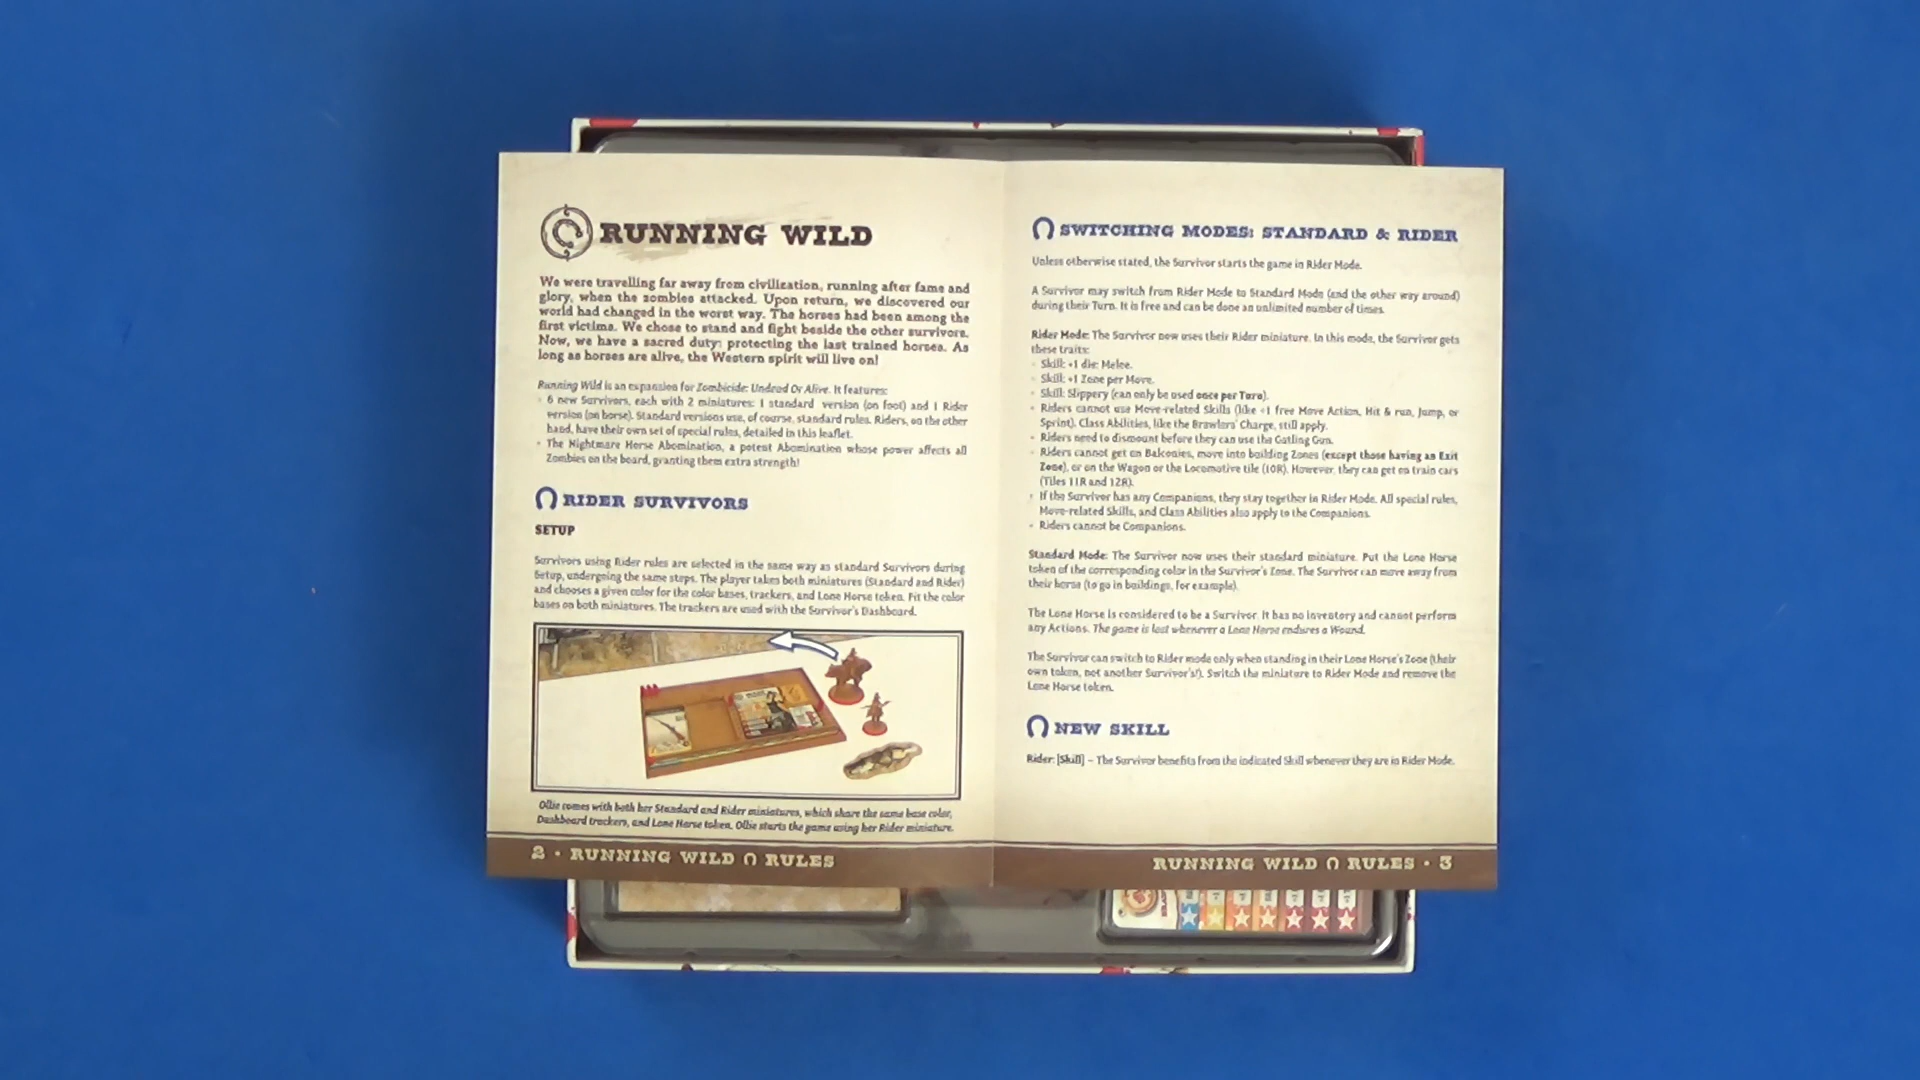 RUNNING WILD
We were travelling far away from civilization, running after fame and
glory, when the zombies attacked. Upon return, we discovered our
world had changed in the worst way. The horses had been among the
first victims. We chose to stand and fight beside the other survivors.
Now, we have a sacred duty: protecting the last trained horses. As
long as horses are alive, the Western spirit will live on!
Running Wild is an expansion for Zombicide: Undead Or Alive. It features:
• 6 new Survivors, each with 2 miniatures: 1 standard version (on foot) and 1 Rider
version (on horse). Standard versions use, of course, standard rules. Riders, on the other
hand, have their own set of special rules, detailed in this leaflet.
• The Nightmare Horse Abomination, a potent Abomination whose power affects all
Zombies on the board, granting them extra strength!
RIDER SURVIVORS
SETUP
Survivors using Rider rules are selected in the same way as standard Survivors during
Setup, undergoing the same steps. The player takes both miniatures (Standard and Rider)
and chooses a given color for the color bases, trackers, and Lone Horse token. Fit the color
bases on both miniatures. The trackers are used with the Survivor's Dashboard.
Ollie comes with both her Standard and Rider miniatures, which share the same base color,
Dashboard trackers, and Lone Horse token. Ollie starts the game using her Rider miniature.
2 • RUNNING WILD RULES
SWITCHING MODES: STANDARD & RIDER
Unless otherwise stated, the Survivor starts the game in Rider Mode.
A Survivor may switch from Rider Mode to Standard Mode (and the other way around)
during their Turn. It is free and can be done an unlimited number of times.
Rider Mode: The Survivor now uses their Rider miniature. In this mode, the Survivor gets
these traits:
• Skill: +1 die: Melee.
• Skill: +1 Zone per Move.
• Skill: Slippery (can only be used once per Turn).
• Riders cannot use Move-related Skills (like +1 free Move Action, Hit & run, Jump, or
Sprint). Class Abilities, like the Brawlers' Charge, still apply.
• Riders need to dismount before they can use the Gatling Gun.
• Riders cannot get on Balconies, move into building Zones (except those having an Exit
Zone), or on the Wagon or the Locomotive tile (10R). However, they can get on train cars
(Tiles 11R and 12R).
• If the Survivor has any Companions, they stay together in Rider Mode. All special rules,
Move-related Skills, and Class Abilities also apply to the Companions.
• Riders cannot be Companions.
Standard Mode: The Survivor now uses their standard miniature. Put the Lone Horse
token of the corresponding color in the Survivor's Zone. The Survivor can move away from
their horse (to go in buildings, for example).
The Lone Horse is considered to be a Survivor. It has no inventory and cannot perform
any Actions. The game is lost whenever a Lone Horse endures a Wound.
The Survivor can switch to Rider mode only when standing in their Lone Horse's Zone (their
own token, not another Survivor's!). Switch the miniature to Rider Mode and remove the
Lone Horse token.
NEW SKILL
Rider: [Skill] – The Survivor benefits from the indicated Skill whenever they are in Rider Mode.
RUNNING WILD RULES • 3